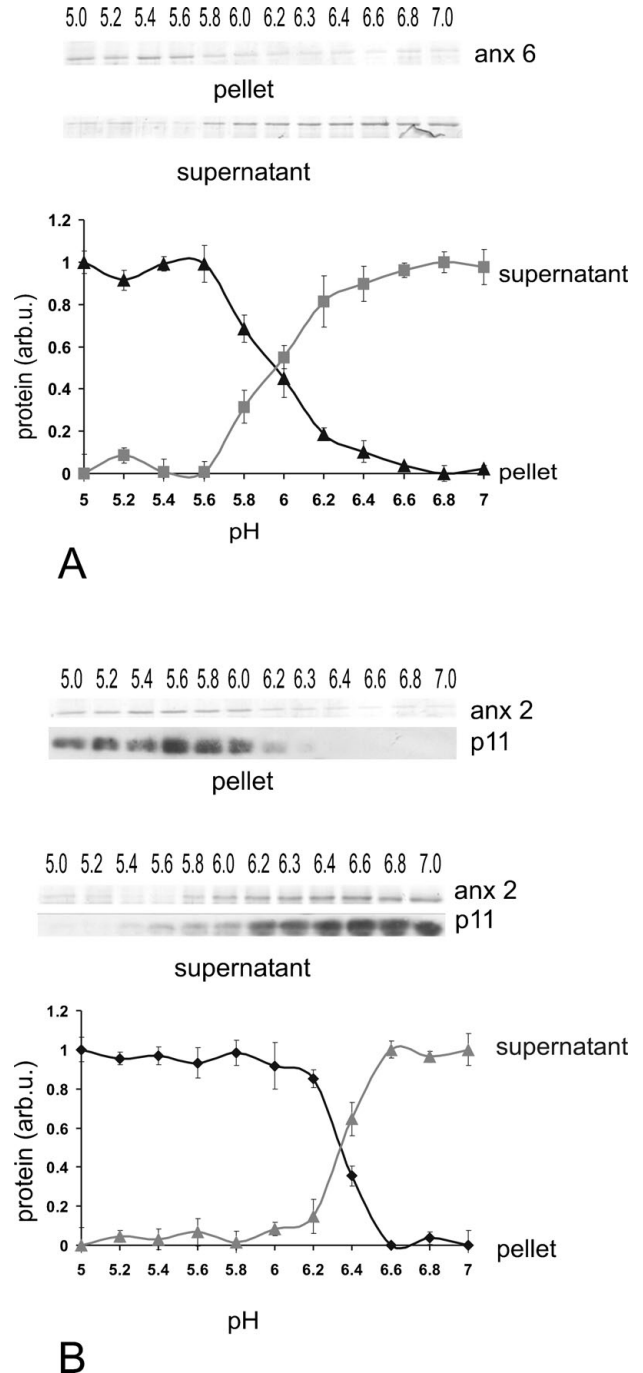 5.0 5.2 5.4 5.6 5.8 6.0 6.2 6.3 6.4 6.6 6.8 7.0
anx 6
pellet
supernatant
1.2
1
0.8
0.6
0.4
0.2
0
protein (arb.u.)
supernatant
pellet
5 5.2 5.4 5.6 5.8 6 6.2 6.4 6.6 6.8 7
pH
A
5.0 5.2 5.4 5.6 5.8 6.0 6.2 6.3 6.4 6.6 6.8 7.0
anx 2
p11
pellet
5.0 5.2 5.4 5.6 5.8 6.0 6.2 6.3 6.4 6.6 6.8 7.0
anx 2
p11
supernatant
1.2
1
0.8
0.6
0.4
0.2
0
protein (arb.u.)
supernatant
pellet
5 5.2 5.4 5.6 5.8 6 6.2 6.4 6.6 6.8 7
pH
B